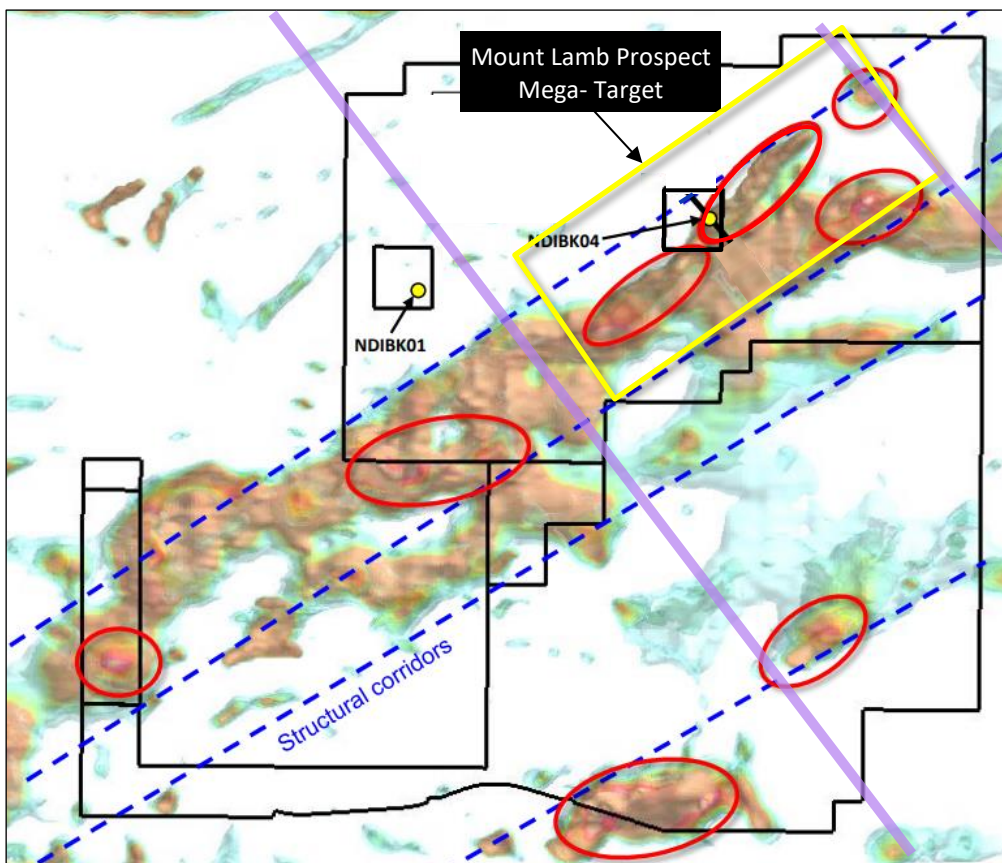 Mount Lamb Prospect
Mega- Target
NDIBK04
NDIBK01
Structural corridors